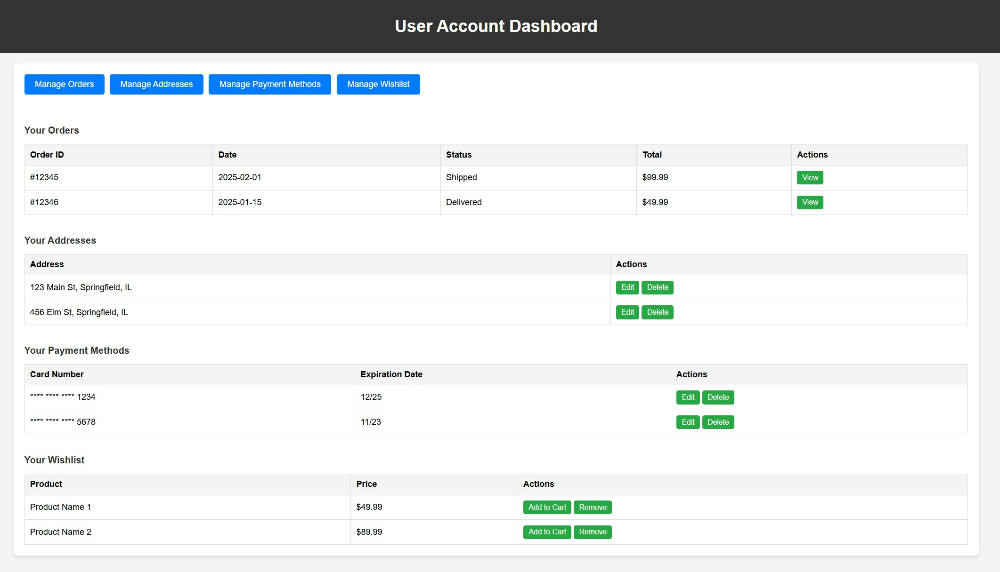 User Account Dashboard
Manage Orders Manage Addresses Manage Payment Methods Manage Wishlist
Your Orders
Order ID Date Status Total Actions
#12345 2025-02-01 Shipped $99.99 View
#12346 2025-01-15 Delivered $49.99 View
Your Addresses
Address Actions
123 Main St, Springfield, IL Edit Delete
456 Elm St, Springfield, IL Edit Delete
Your Payment Methods
Card Number Expiration Date Actions
**** **** **** 1234 12/25 Edit Delete
**** **** **** 5678 11/23 Edit Delete
Your Wishlist
Product Price Actions
Product Name 1 $49.99 Add to Cart Remove
Product Name 2 $89.99 Add to Cart Remove